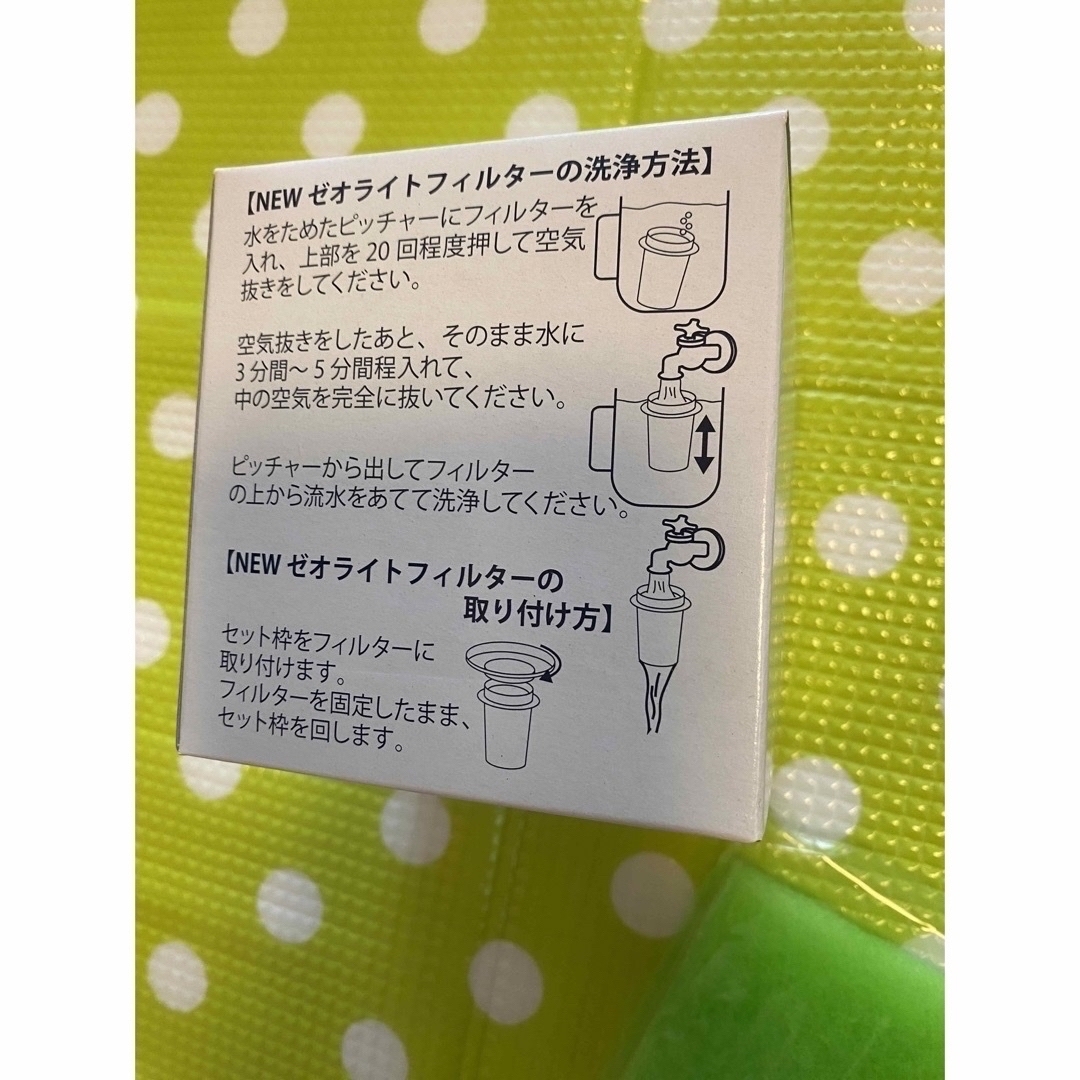 【NEW ゼオライトフィルターの洗浄方法】
水をためたピッチャーにフィルターを
入れ、上部を20回程度押して空気
抜きをしてください。
空気抜きをしたあと、そのまま水に
3分間〜5分間程入れて、
中の空気を完全に抜いてください。
ピッチャーから出してフィルター
の上から流水をあてて洗浄してください。
【NEW ゼオライトフィルターの
取り付け方】
セット枠をフィルターに
取り付けます。
フィルターを固定したまま、
セット枠を回します。